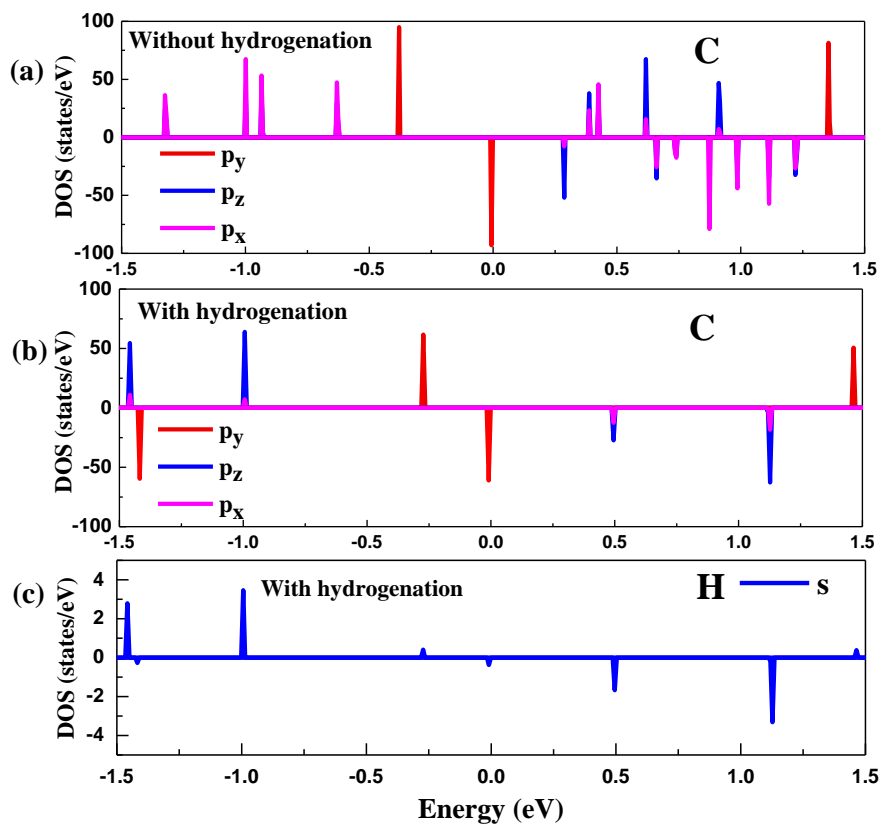 (a)
Without hydrogenation
C
DOS (states/eV)
100
50
0
-50
-100
p_y
p_z
p_x
-1.5 -1.0 -0.5 0.0 0.5 1.0 1.5
(b)
With hydrogenation
C
DOS (states/eV)
100
50
0
-50
-100
p_y
p_z
p_x
-1.5 -1.0 -0.5 0.0 0.5 1.0 1.5
(c)
With hydrogenation
H s
DOS (states/eV)
4
2
0
-2
-4
-1.5 -1.0 -0.5 0.0 0.5 1.0 1.5
Energy (eV)